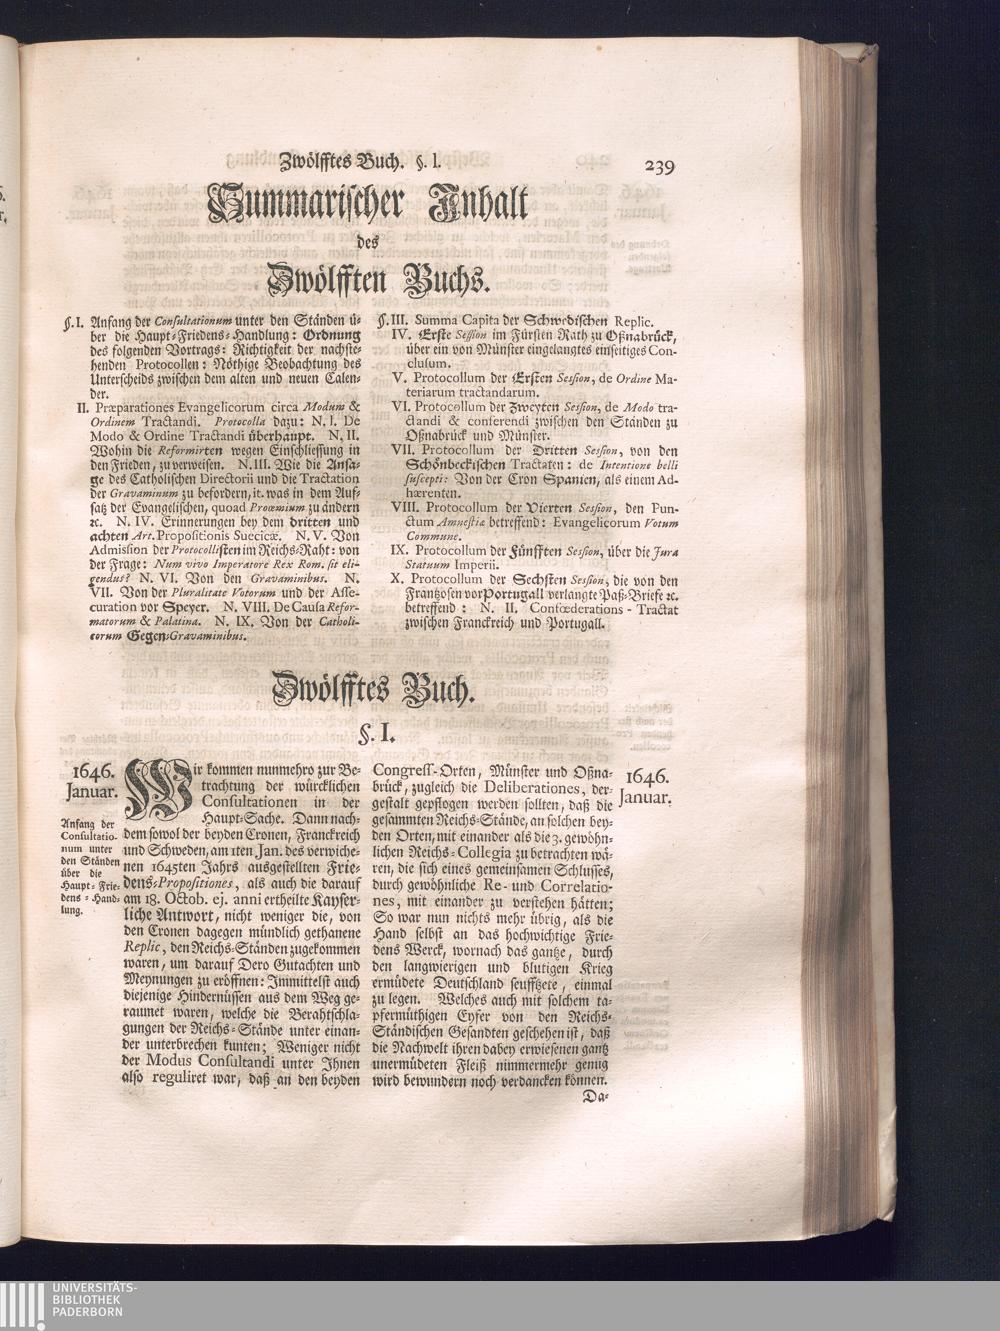 Zwölfftes Buch. §. I.
239
Summarischer Inhalt
des
Zwölfften Buchs.
§. I. Anfang der Consultationum unter den Ständen ü-
ber die Haupt-Friedens-Handlung: Ordnung
des folgenden Vortrags: Richtigkeit der nachste-
henden Protocollen: Nöthige Beobachtung des
Unterscheids zwischen dem alten und neuen Calen-
der.
II. Præparationes Evangelicorum circa Modum &
Ordinem Tractandi. Protocolla dazu: N. I. De
Modo & Ordine Tractandi überhaupt. N. II.
Wohin die Reformirten wegen Einschliessung in
den Frieden, zu verweisen. N. III. Wie die Ansa-
ge des Catholischen Directorii und die Tractation
der Gravaminum zu befordern, it. was in dem Auf-
satz der Evangelischen, quoad Proœmium zu ändern
ꝛc. N. IV. Erinnerungen bey dem dritten und
achten Art. Propositionis Suecicæ. N. V. Von
Admission der Protocollisten im Reichs-Raht: von
der Frage: Num vivo Imperatore Rex Rom. sit eli-
gendus? N. VI. Von den Gravaminibus. N.
VII. Von der Pluralitate Votorum und der Asse-
curation vor Speyer. N. VIII. De Causa Refor-
matorum & Palatina. N. IX. Von der Catholi-
corum Gegen-Gravaminibus.
§. III. Summa Capita der Schwedischen Replic.
IV. Erste Session im Fürsten Rath zu Oßnabrück,
über ein von Münster eingelangtes einseitiges Con-
clusum.
V. Protocollum der Ersten Session, de Ordine Ma-
teriarum tractandarum.
VI. Protocollum der Zweyten Session, de Modo tra-
ctandi & conferendi zwischen den Ständen zu
Oßnabrück und Münster.
VII. Protocollum der Dritten Session, von den
Schönbeckischen Tractaten: de Intentione belli
suscepti: Von der Cron Spanien, als einem Ad-
hærenten.
VIII. Protocollum der Vierten Session, den Pun-
ctum Amnestiæ betreffend: Evangelicorum Votum
Commune.
IX. Protocollum der Fünfften Session, über die Jura
Statuum Imperii.
X. Protocollum der Sechsten Session, die von den
Frantzosen vor Portugall verlangte Paß-Briefe ꝛc.
betreffend: N. II. Confœderations-Tractat
zwischen Franckreich und Portugall.
Zwölfftes Buch.
§. I.
1646.
Januar.
Anfang der
Consultatio-
num unter
den Ständen
über die
Haupt-Frie-
dens-Hand-
lung.
Wir kommen nunmehro zur Be-
trachtung der würcklichen
Consultationen in der
Haupt-Sache. Dann nach-
dem sowol der beyden Cronen, Franckreich
und Schweden, am 1ten Jan. des verwiche-
nen 1645ten Jahrs ausgestellten Frie-
dens-Propositiones, als auch die darauf
am 18. Octob. ej. anni ertheilte Kayser-
liche Antwort, nicht weniger die, von
den Cronen dagegen mündlich gethanene
Replic, den Reichs-Ständen zugekommen
waren, um darauf Dero Gutachten und
Meynungen zu eröffnen: Immittelst auch
diejenige Hindernüssen aus dem Weg ge-
raumet waren, welche die Berahtschla-
gungen der Reichs-Stände unter einan-
der unterbrechen kunten; Weniger nicht
der Modus Consultandi unter Ihnen
also reguliret war, daß an den beyden
Congress-Orten, Münster und Oßna-
brück, zugleich die Deliberationes, der-
gestalt gepflogen werden sollten, daß die
gesammten Reichs-Stände, an solchen bey-
den Orten, mit einander als die 3. gewöhn-
lichen Reichs-Collegia zu betrachten wä-
ren, die sich eines gemeinsamen Schlusses,
durch gewöhnliche Re- und Correlatio-
nes, mit einander zu verstehen hätten;
So war nun nichts mehr übrig, als die
Hand selbst an das hochwichtige Frie-
dens Werck, wornach das gantze, durch
den langwierigen und blutigen Krieg
ermüdete Deutschland seufftzete, einmal
zu legen. Welches auch mit solchem ta-
pfermüthigen Eyfer von den Reichs-
Ständischen Gesandten geschehen ist, daß
die Nachwelt ihren dabey erwiesenen gantz
unermüdeten Fleiß nimmermehr genug
wird bewundern noch verdancken können.
Da-
1646.
Januar.
UNIVERSITÄTS-
BIBLIOTHEK
PADERBORN